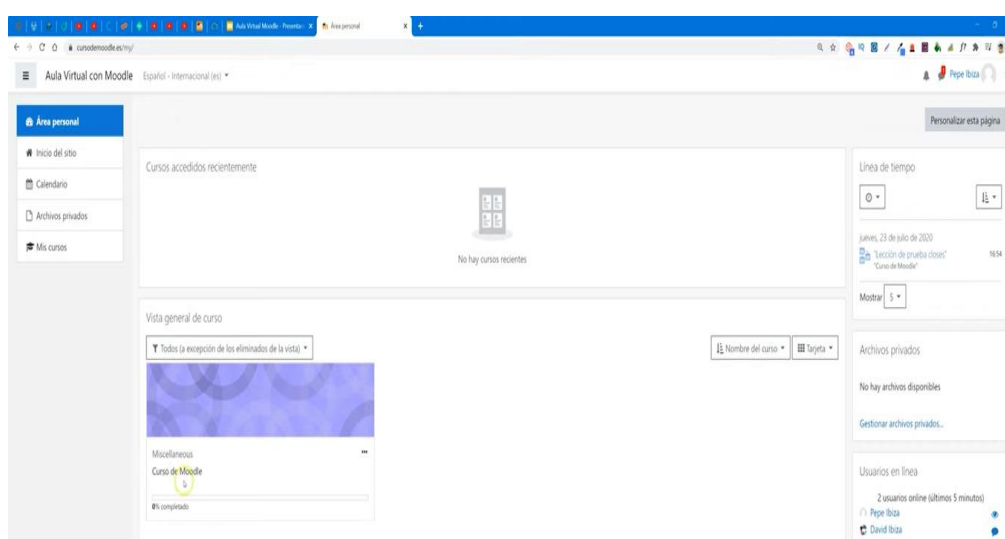 Aula Virtual Moodle - Presentac
Área personal
cursodemoodle.es/my/
Aula Virtual con Moodle
Español - Internacional (es)
Pepe Ibiza
Área personal
Inicio del sitio
Calendario
Archivos privados
Mis cursos
Personalizar esta página
Cursos accedidos recientemente
No hay cursos recientes
Vista general de curso
Todos (a excepción de los eliminados de la vista)
Nombre del curso
Tarjeta
Miscellaneous
Curso de Moodle
0% completado
Línea de tiempo
jueves, 23 de julio de 2020
"Lección de prueba closes"
16:54
"Curso de Moodle"
Mostrar 5
Archivos privados
No hay archivos disponibles
Gestionar archivos privados...
Usuarios en línea
2 usuarios online (últimos 5 minutos)
Pepe Ibiza
David Ibiza